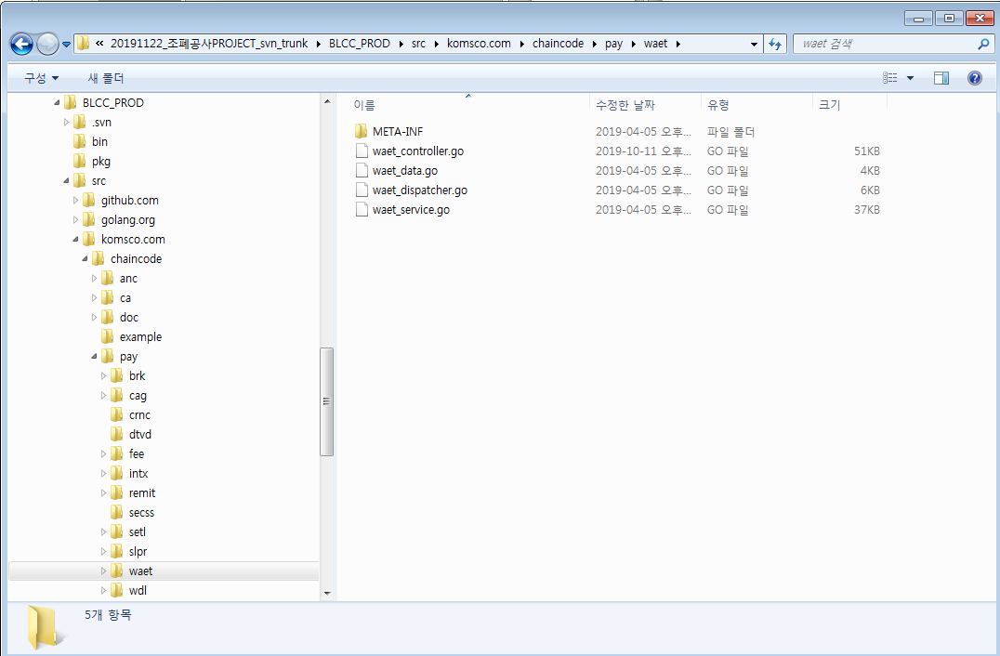 « 20191122_조폐공사PROJECT_svn_trunk BLCC_PROD src komsco.com chaincode pay waet
waet 검색
구성 새 폴더
BLCC_PROD
.svn
bin
pkg
src
github.com
golang.org
komsco.com
chaincode
anc
ca
doc
example
pay
brk
cag
crnc
dtvd
fee
intx
remit
secss
setl
slpr
waet
wdl
이름 수정한 날짜 유형 크기
META-INF 2019-04-05 오후... 파일 폴더
waet_controller.go 2019-10-11 오후... GO 파일 51KB
waet_data.go 2019-04-05 오후... GO 파일 4KB
waet_dispatcher.go 2019-04-05 오후... GO 파일 6KB
waet_service.go 2019-04-05 오후... GO 파일 37KB
5개 항목